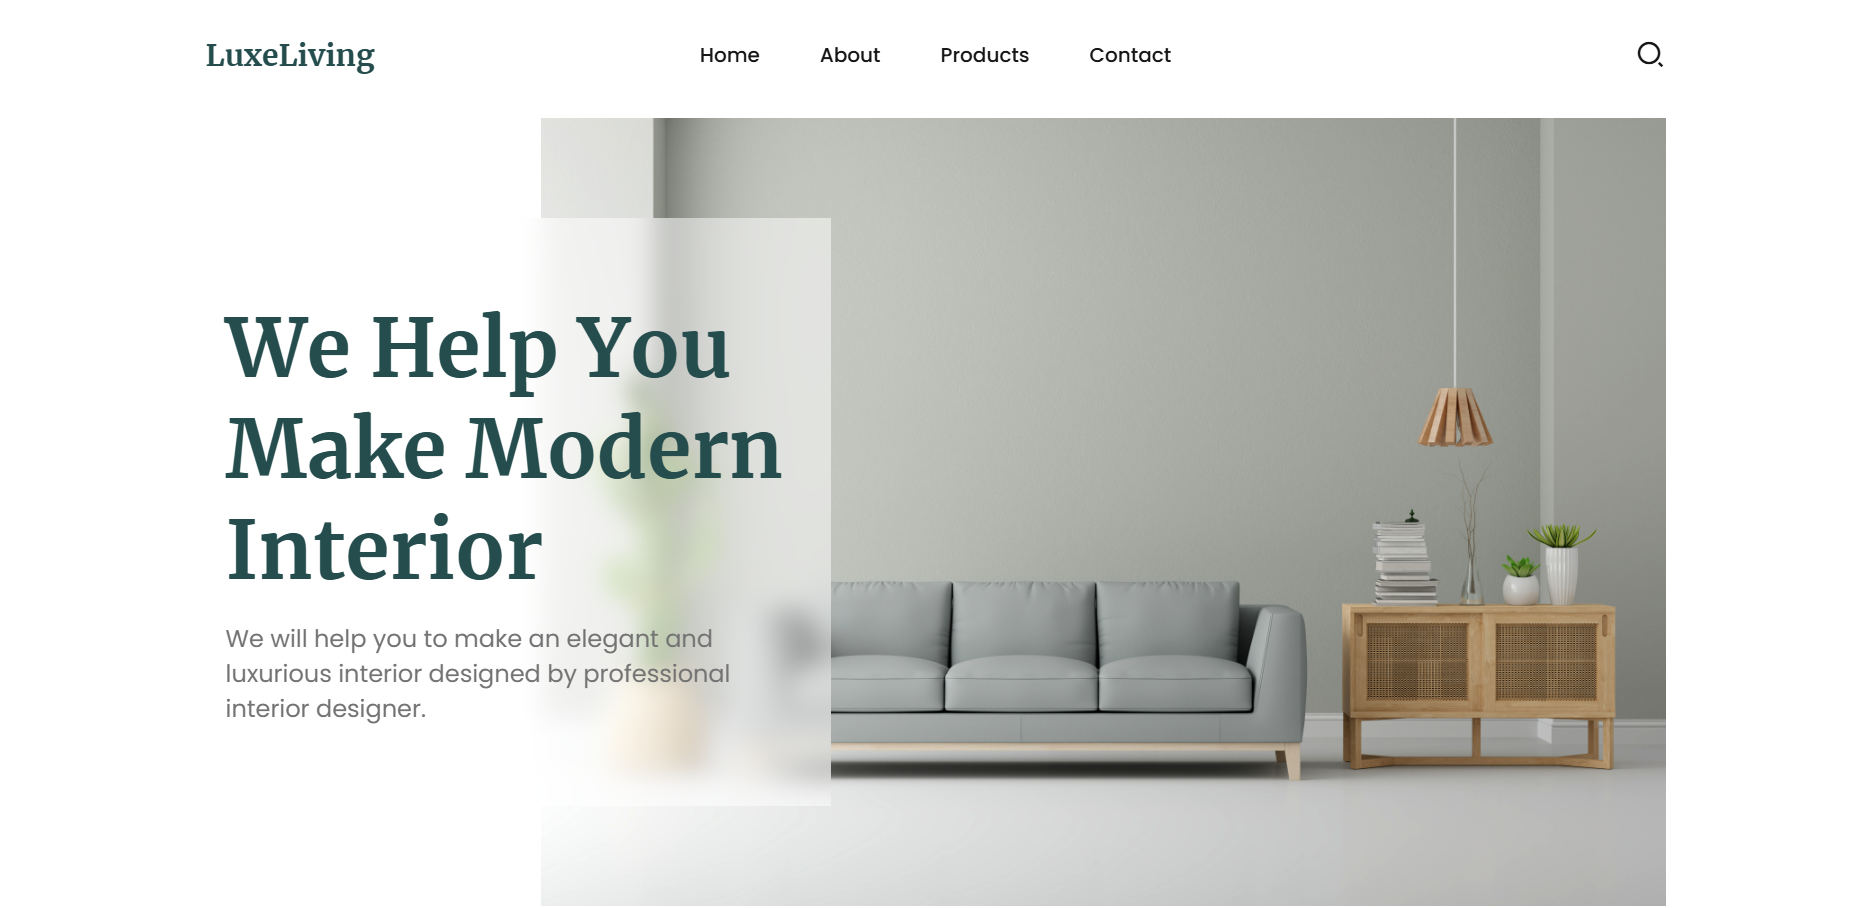 LuxeLiving
Home About Products Contact
We Help You
Make Modern
Interior
We will help you to make an elegant and
luxurious interior designed by professional
interior designer.